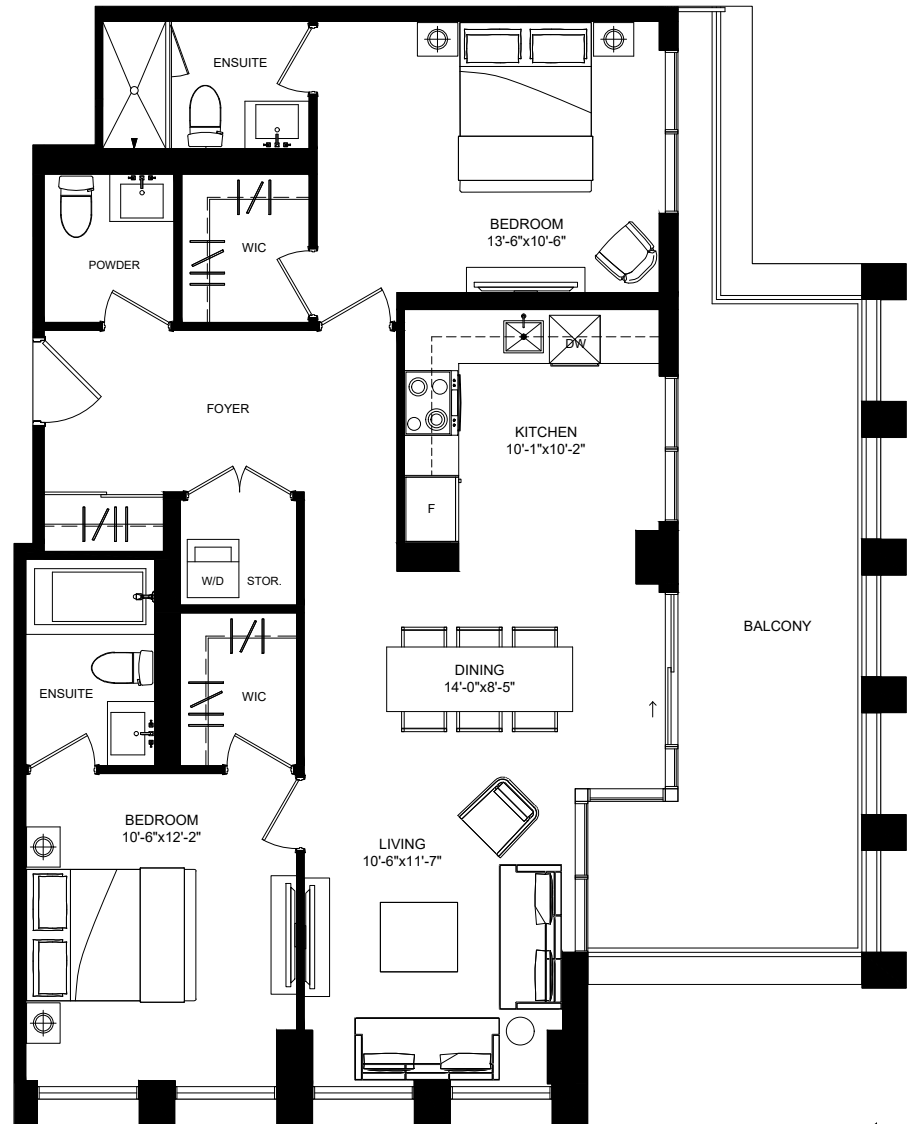 ENSUITE
BEDROOM
13'-6"x10'-6"
POWDER
WIC
DW
FOYER
KITCHEN
10'-1"x10'-2"
F
W/D
STOR.
BALCONY
DINING
14'-0"x8'-5"
ENSUITE
WIC
BEDROOM
10'-6"x12'-2"
LIVING
10'-6"x11'-7"